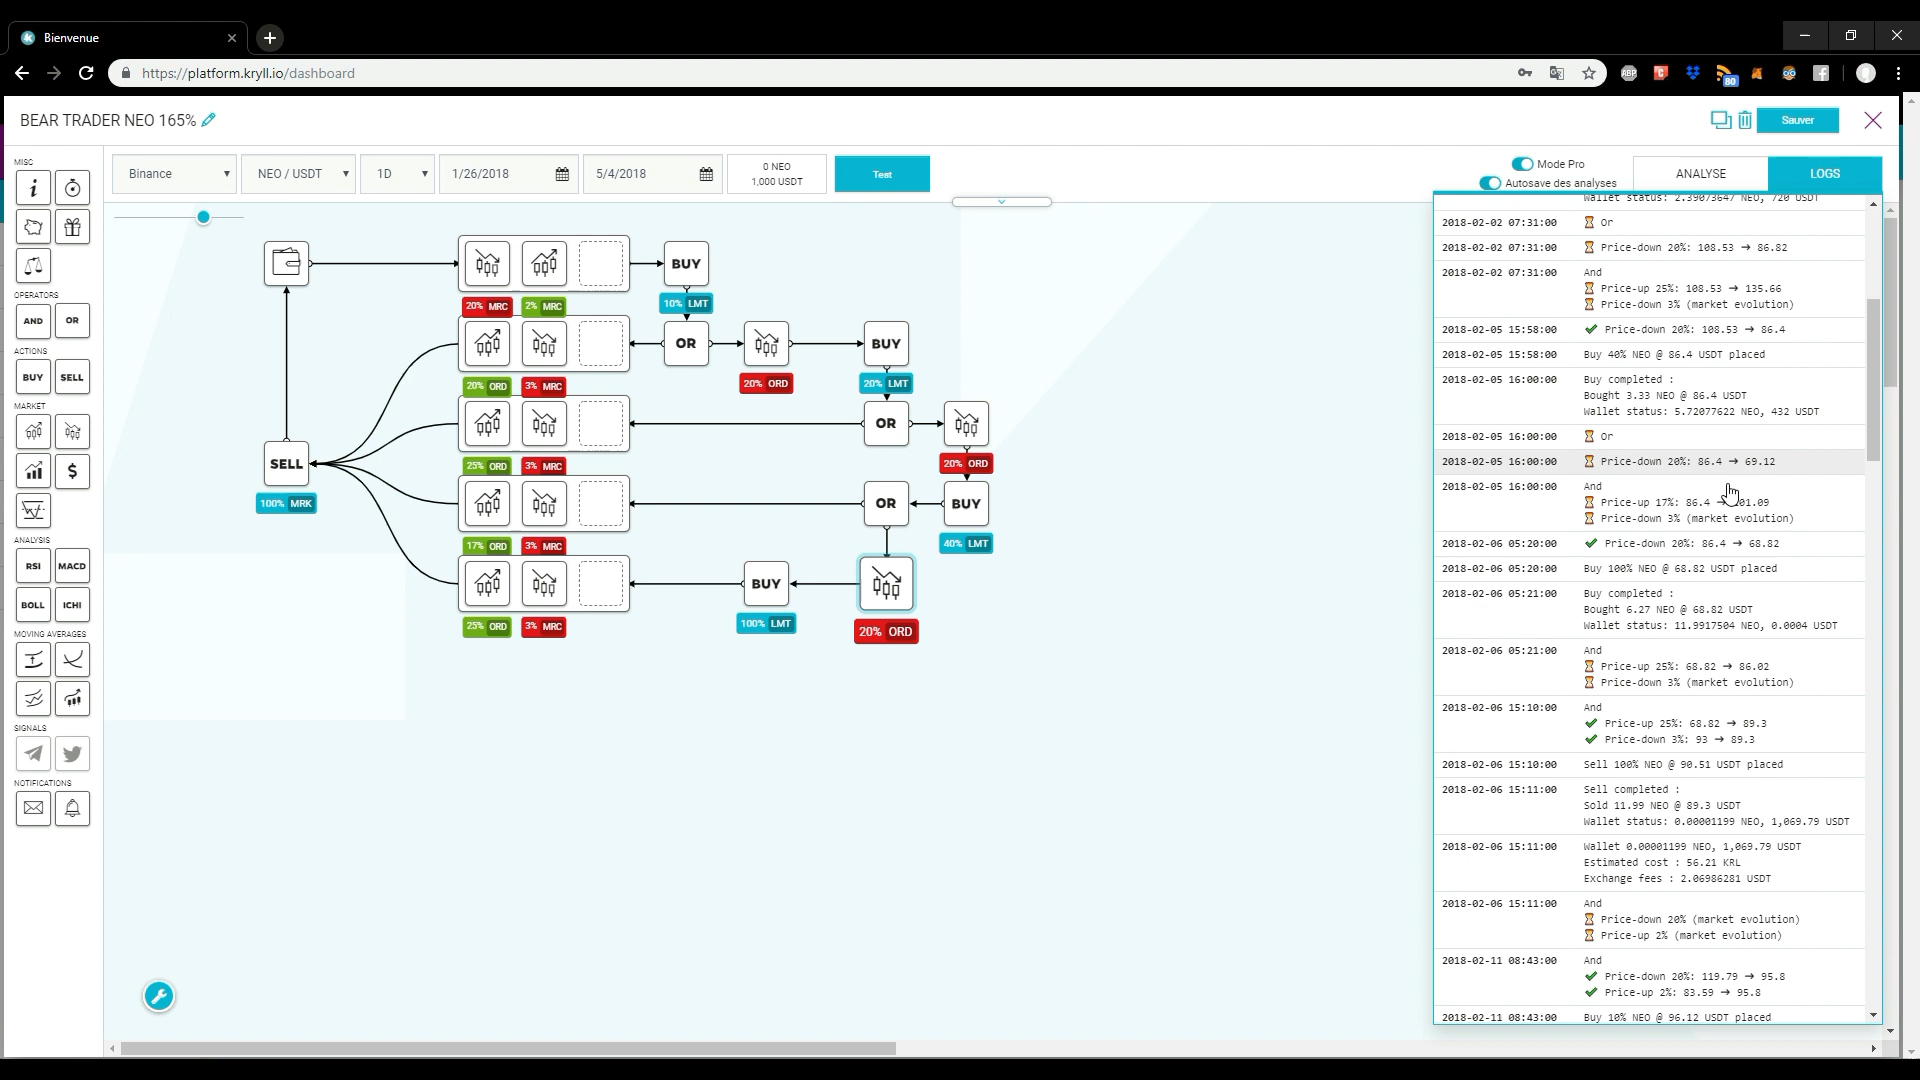 Bienvenue
https://platform.kryll.io/dashboard
ABP
80
BEAR TRADER NEO 165%
Sauver
MISC
Binance
NEO / USDT
1D
1/26/2018
5/4/2018
0 NEO
1,000 USDT
Test
Mode Pro
Autosave des analyses
ANALYSE
LOGS
OPERATORS
AND
OR
ACTIONS
BUY
SELL
MARKET
$
ANALYSIS
RSI
MACD
BOLL
ICHI
MOVING AVERAGES
SIGNALS
NOTIFICATIONS
BUY
20% MRC
2% MRC
10% LMT
OR
BUY
20% ORD
3% MRC
20% ORD
20% LMT
OR
SELL
25% ORD
3% MRC
20% ORD
100% MRK
OR
BUY
17% ORD
3% MRC
40% LMT
BUY
25% ORD
3% MRC
100% LMT
20% ORD
Wallet status: 2.39073647 NEO, 720 USDT
2018-02-02 07:31:00 Or
2018-02-02 07:31:00 Price-down 20%: 108.53 → 86.82
2018-02-02 07:31:00 And
Price-up 25%: 108.53 → 135.66
Price-down 3% (market evolution)
2018-02-05 15:58:00 Price-down 20%: 108.53 → 86.4
2018-02-05 15:58:00 Buy 40% NEO @ 86.4 USDT placed
2018-02-05 16:00:00 Buy completed :
Bought 3.33 NEO @ 86.4 USDT
Wallet status: 5.72077622 NEO, 432 USDT
2018-02-05 16:00:00 Or
2018-02-05 16:00:00 Price-down 20%: 86.4 → 69.12
2018-02-05 16:00:00 And
Price-up 17%: 86.4 → 01.09
Price-down 3% (market evolution)
2018-02-06 05:20:00 Price-down 20%: 86.4 → 68.82
2018-02-06 05:20:00 Buy 100% NEO @ 68.82 USDT placed
2018-02-06 05:21:00 Buy completed :
Bought 6.27 NEO @ 68.82 USDT
Wallet status: 11.9917504 NEO, 0.0004 USDT
2018-02-06 05:21:00 And
Price-up 25%: 68.82 → 86.02
Price-down 3% (market evolution)
2018-02-06 15:10:00 And
Price-up 25%: 68.82 → 89.3
Price-down 3%: 93 → 89.3
2018-02-06 15:10:00 Sell 100% NEO @ 90.51 USDT placed
2018-02-06 15:11:00 Sell completed :
Sold 11.99 NEO @ 89.3 USDT
Wallet status: 0.00001199 NEO, 1,069.79 USDT
2018-02-06 15:11:00 Wallet 0.00001199 NEO, 1,069.79 USDT
Estimated cost : 56.21 KRL
Exchange fees : 2.06986281 USDT
2018-02-06 15:11:00 And
Price-down 20% (market evolution)
Price-up 2% (market evolution)
2018-02-11 08:43:00 And
Price-down 20%: 119.79 → 95.8
Price-up 2%: 83.59 → 95.8
2018-02-11 08:43:00 Buy 10% NEO @ 96.12 USDT placed